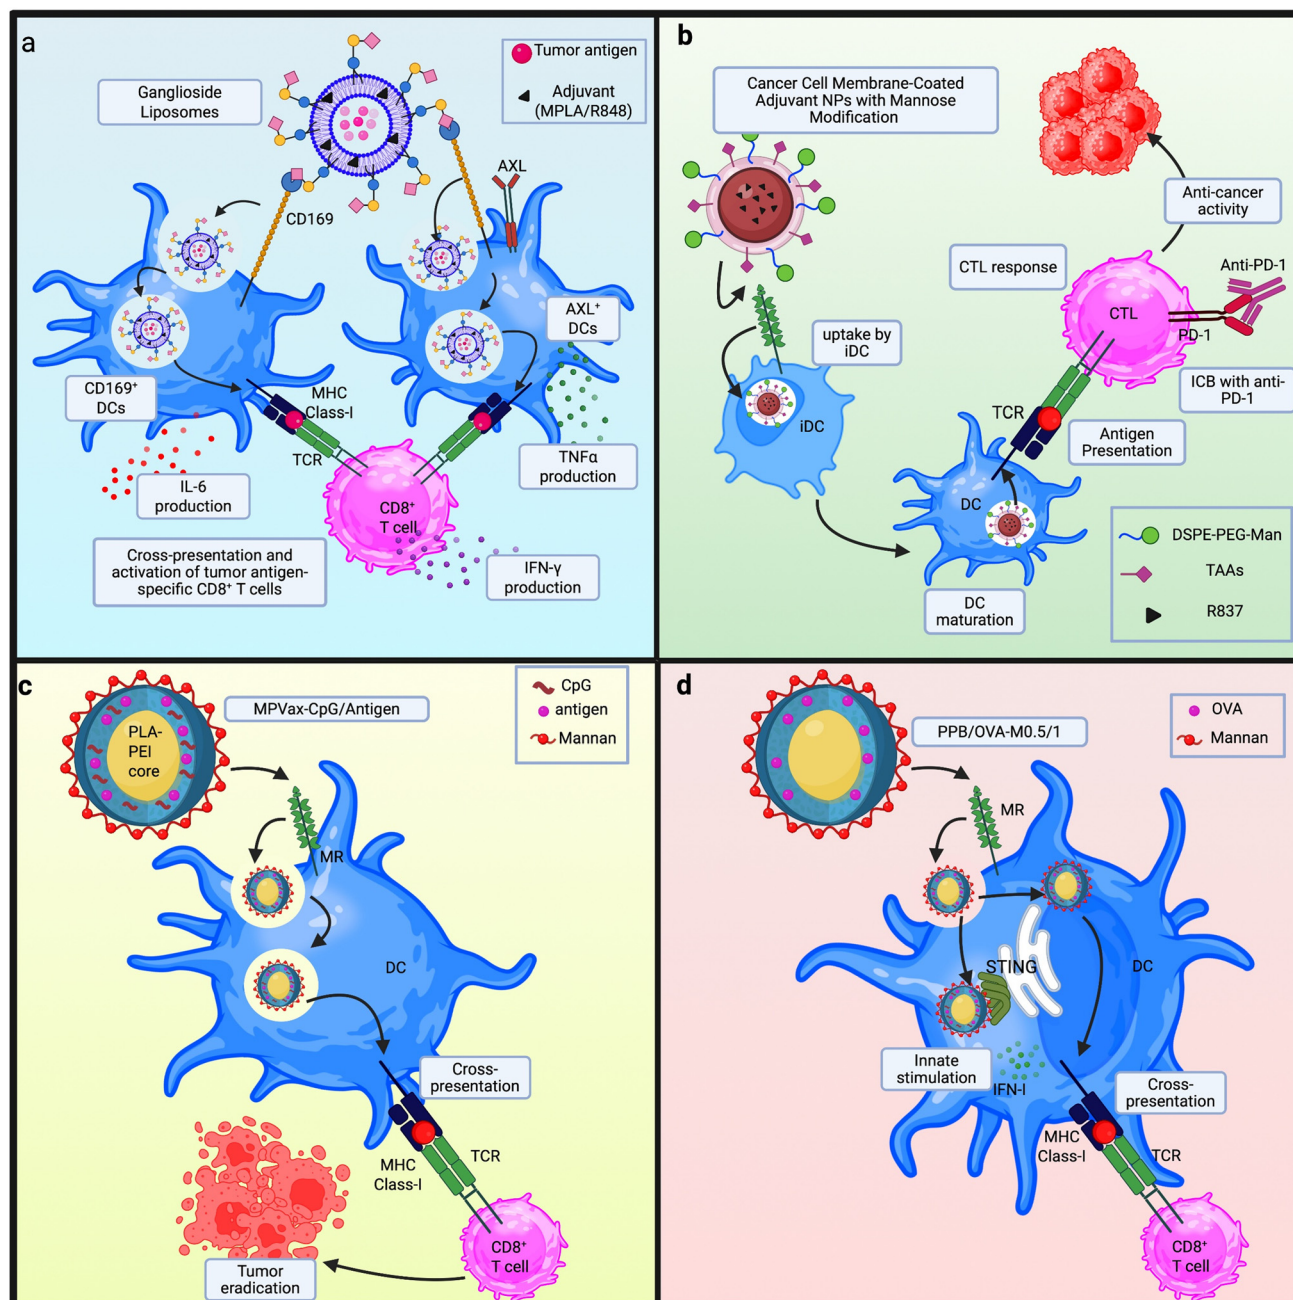 a
Ganglioside
Liposomes
Tumor antigen
Adjuvant
(MPLA/R848)
AXL
CD169
AXL⁺
DCs
CD169⁺
DCs
MHC
Class-I
TCR
TNFα
production
IL-6
production
CD8⁺
T cell
Cross-presentation and
activation of tumor antigen-
specific CD8⁺ T cells
IFN-γ
production
b
Cancer Cell Membrane-Coated
Adjuvant NPs with Mannose
Modification
Anti-cancer
activity
CTL response
Anti-PD-1
CTL
PD-1
uptake by
iDC
ICB with anti-
PD-1
TCR
iDC
Antigen
Presentation
DC
DSPE-PEG-Man
TAAs
R837
DC
maturation
c
MPVax-CpG/Antigen
CpG
antigen
Mannan
PLA-
PEI
core
MR
DC
Cross-
presentation
MHC
Class-I
TCR
CD8⁺
T cell
Tumor
eradication
d
PPB/OVA-M0.5/1
OVA
Mannan
MR
STING
DC
Innate
stimulation
IFN-I
Cross-
presentation
MHC
Class-I
TCR
CD8⁺
T cell